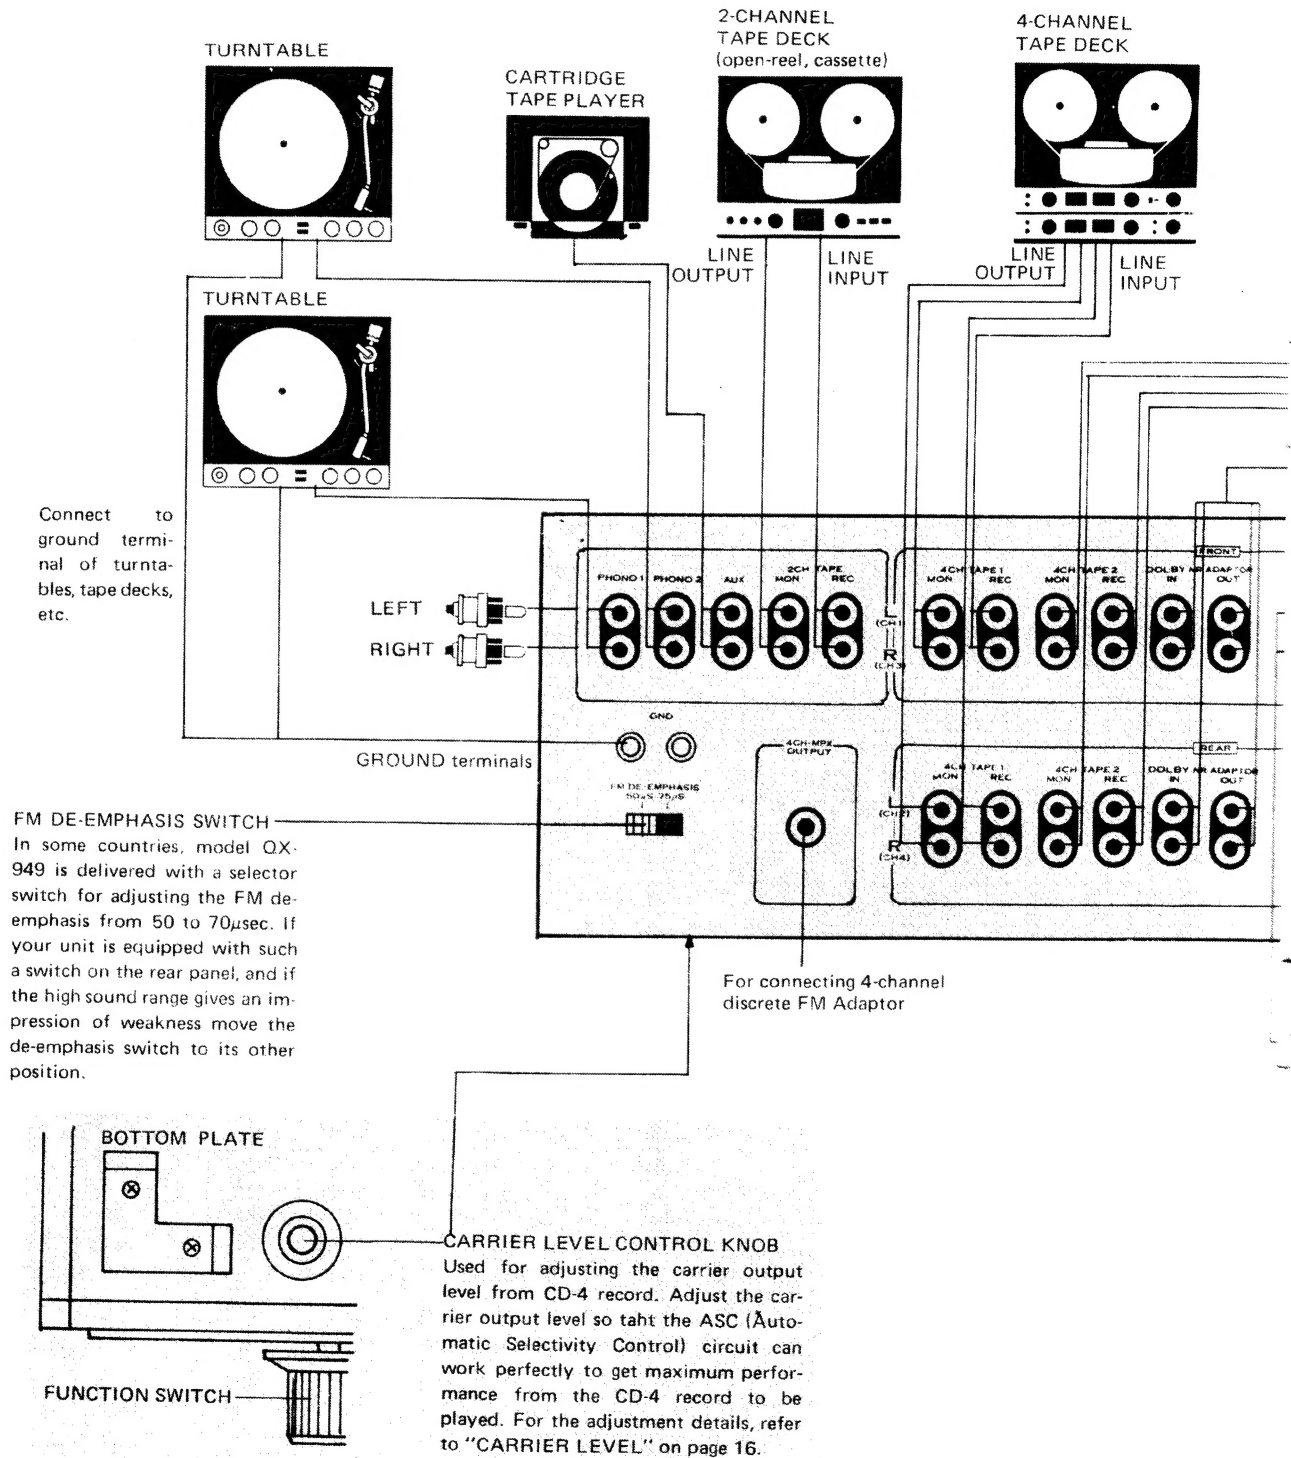 TURNTABLE
CARTRIDGE
TAPE PLAYER
2-CHANNEL
TAPE DECK
(open-reel, cassette)
4-CHANNEL
TAPE DECK
LINE
OUTPUT
LINE
INPUT
LINE
OUTPUT
LINE
INPUT
TURNTABLE
Connect to
ground termi-
nal of turnta-
bles, tape decks,
etc.
LEFT
RIGHT
PHONO 1 PHONO 2 AUX
2CH TAPE
MON REC
L
(CH1)
R
(CH3)
FRONT
4CH TAPE 1
MON REC
4CH TAPE 2
MON REC
DOLBY NR ADAPTOR
IN OUT
GND
GROUND terminals
FM DE-EMPHASIS
50µS 75µS
4CH-MPX
OUTPUT
REAR
4CH TAPE 1
MON REC
4CH TAPE 2
MON REC
DOLBY NR ADAPTOR
IN OUT
L
(CH2)
R
(CH4)
FM DE-EMPHASIS SWITCH
In some countries, model QX-
949 is delivered with a selector
switch for adjusting the FM de-
emphasis from 50 to 70µsec. If
your unit is equipped with such
a switch on the rear panel, and if
the high sound range gives an im-
pression of weakness move the
de-emphasis switch to its other
position.
For connecting 4-channel
discrete FM Adaptor
BOTTOM PLATE
FUNCTION SWITCH
CARRIER LEVEL CONTROL KNOB
Used for adjusting the carrier output
level from CD-4 record. Adjust the car-
rier output level so taht the ASC (Auto-
matic Selectivity Control) circuit can
work perfectly to get maximum perfor-
mance from the CD-4 record to be
played. For the adjustment details, refer
to "CARRIER LEVEL" on page 16.